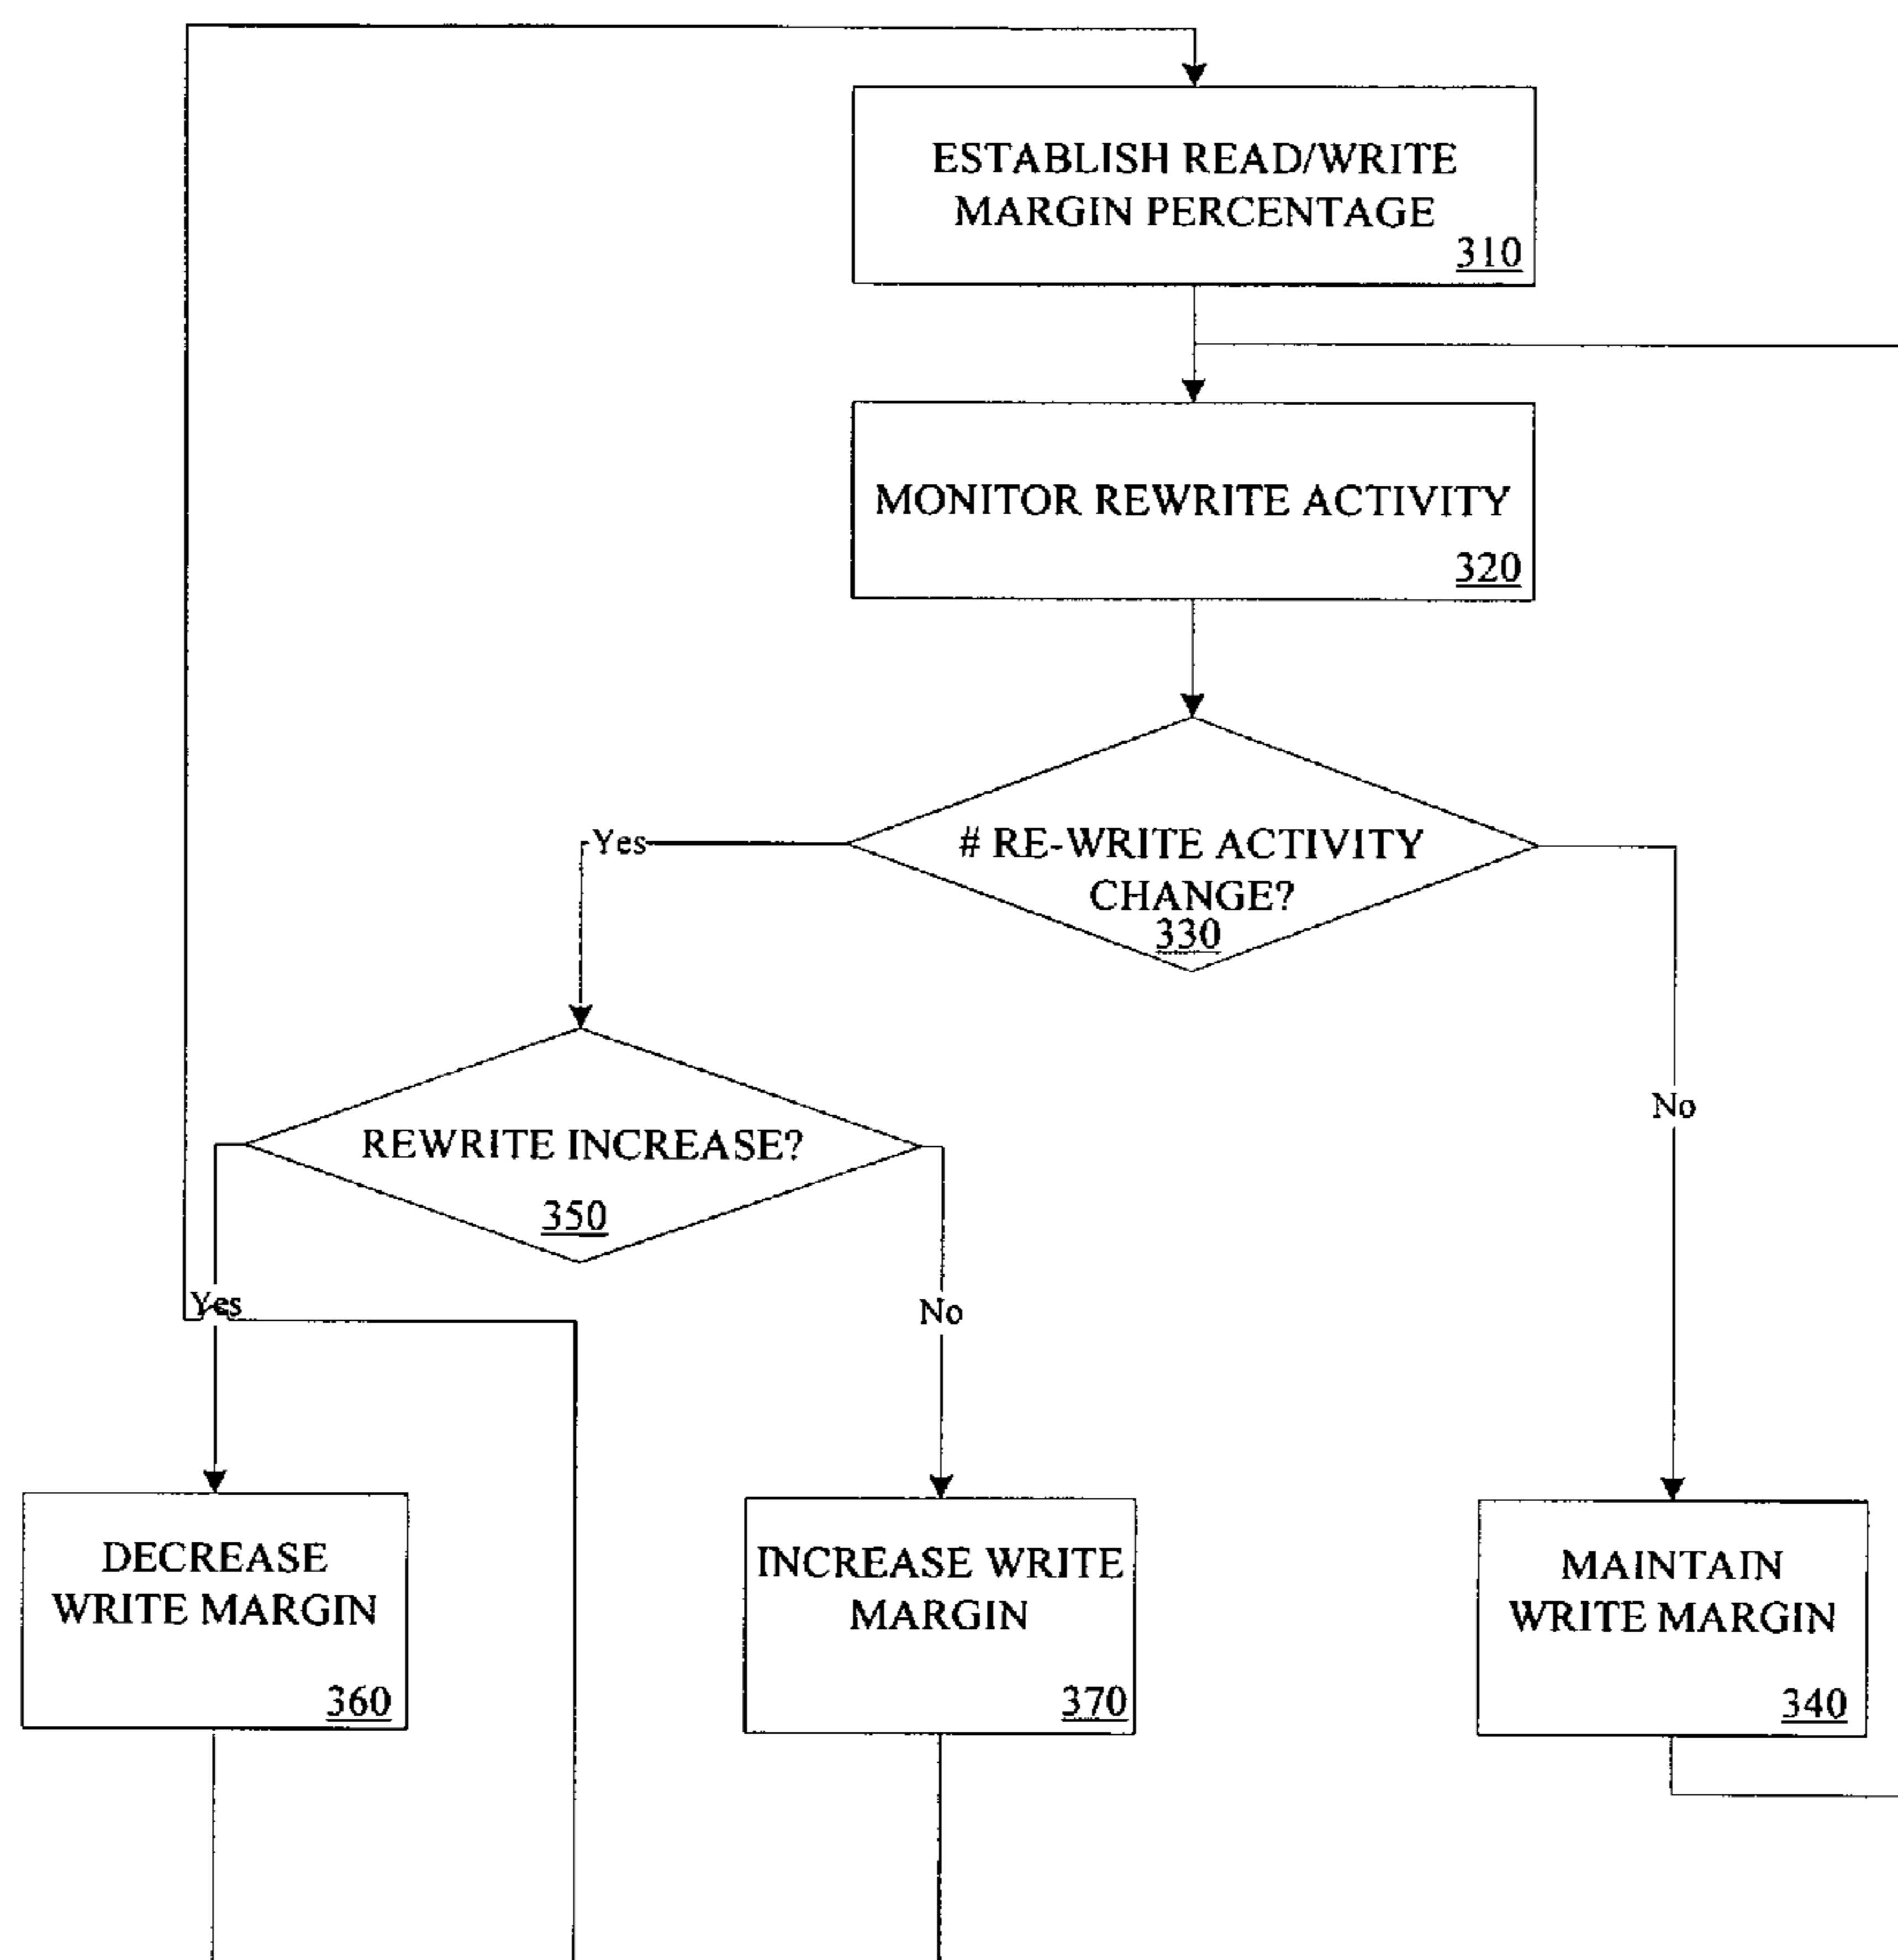 ESTABLISH READ/WRITE
MARGIN PERCENTAGE
310
MONITOR REWRITE ACTIVITY
320
Yes
# RE-WRITE ACTIVITY
CHANGE?
330
No
REWRITE INCREASE?
350
Yes
No
DECREASE
WRITE MARGIN
360
INCREASE WRITE
MARGIN
370
MAINTAIN
WRITE MARGIN
340